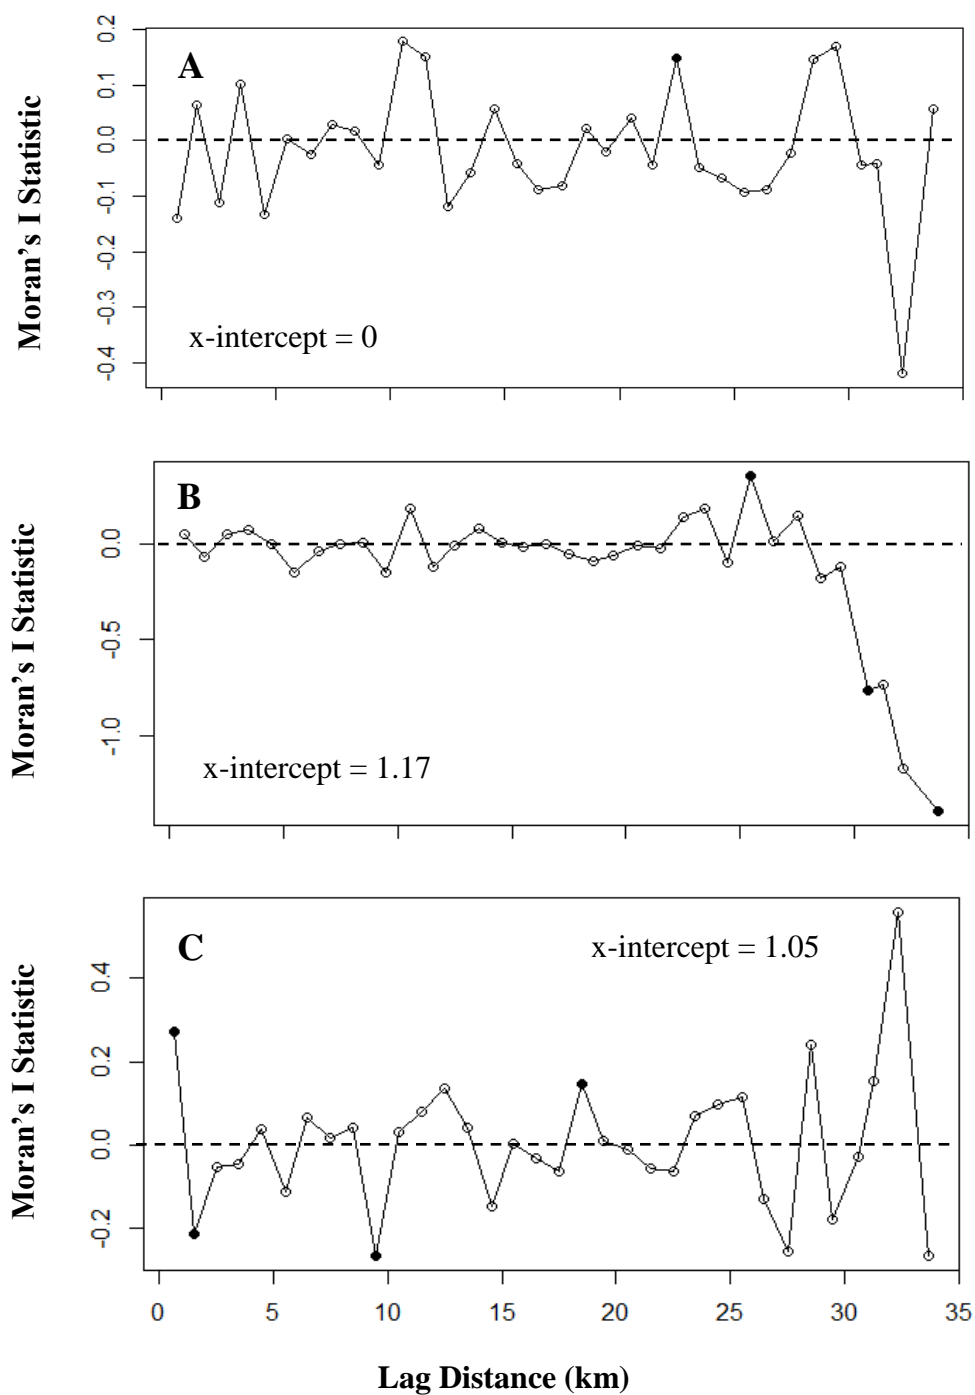 A
Moran's I Statistic
0.2
0.1
0.0
-0.1
-0.2
-0.3
-0.4
x-intercept = 0
B
Moran's I Statistic
0.0
-0.5
-1.0
x-intercept = 1.17
C
x-intercept = 1.05
Moran's I Statistic
0.4
0.2
0.0
-0.2
0 5 10 15 20 25 30 35
Lag Distance (km)